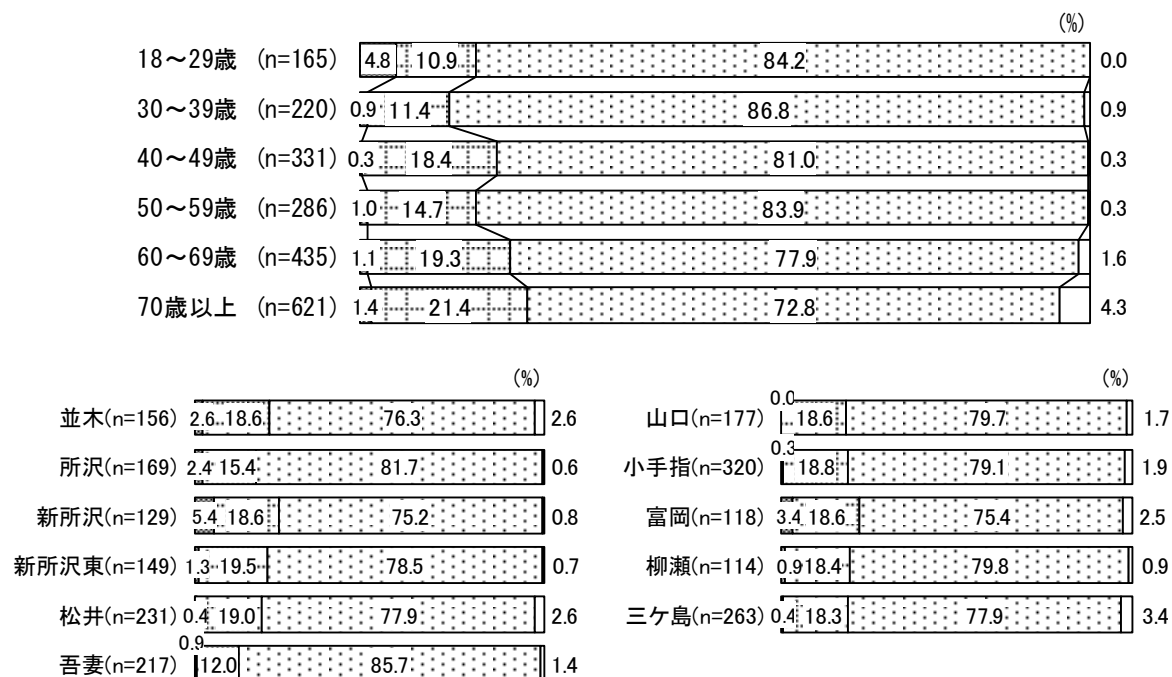 (%)
18～29歳 (n=165) 4.8 10.9 84.2 0.0
30～39歳 (n=220) 0.9 11.4 86.8 0.9
40～49歳 (n=331) 0.3 18.4 81.0 0.3
50～59歳 (n=286) 1.0 14.7 83.9 0.3
60～69歳 (n=435) 1.1 19.3 77.9 1.6
70歳以上 (n=621) 1.4 21.4 72.8 4.3
(%)
並木(n=156) 2.6 18.6 76.3 2.6
所沢(n=169) 2.4 15.4 81.7 0.6
新所沢(n=129) 5.4 18.6 75.2 0.8
新所沢東(n=149) 1.3 19.5 78.5 0.7
松井(n=231) 0.4 19.0 77.9 2.6
吾妻(n=217) 0.9 12.0 85.7 1.4
(%)
山口(n=177) 0.0 18.6 79.7 1.7
小手指(n=320) 0.3 18.8 79.1 1.9
富岡(n=118) 3.4 18.6 75.4 2.5
柳瀬(n=114) 0.9 18.4 79.8 0.9
三ケ島(n=263) 0.4 18.3 77.9 3.4